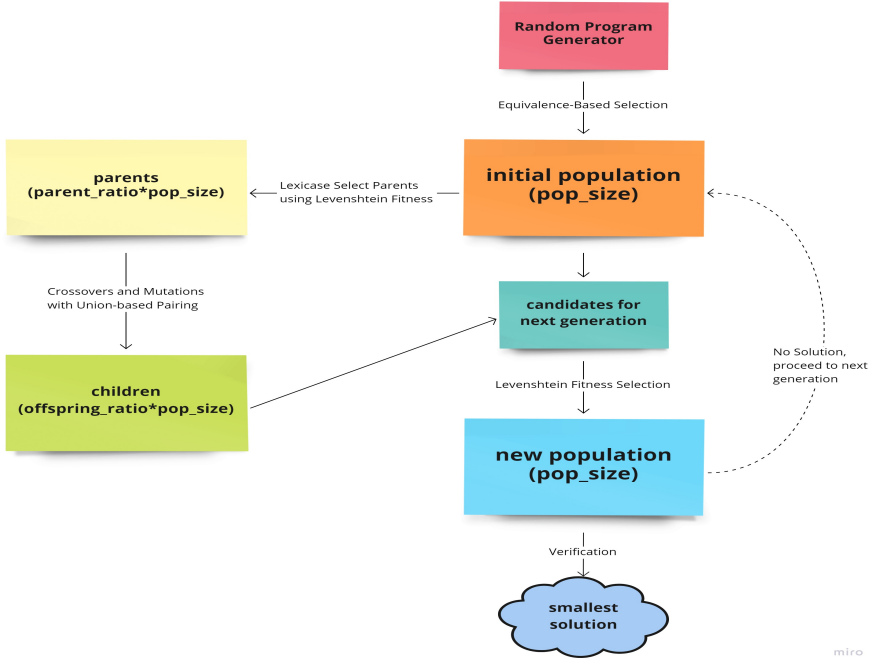 Random Program
Generator
Equivalence-Based Selection
initial population
(pop_size)
Lexicase Select Parents
using Levenshtein Fitness
parents
(parent_ratio*pop_size)
Crossovers and Mutations
with Union-based Pairing
children
(offspring_ratio*pop_size)
candidates for
next generation
Levenshtein Fitness Selection
new population
(pop_size)
No Solution,
proceed to next
generation
Verification
smallest
solution
miro